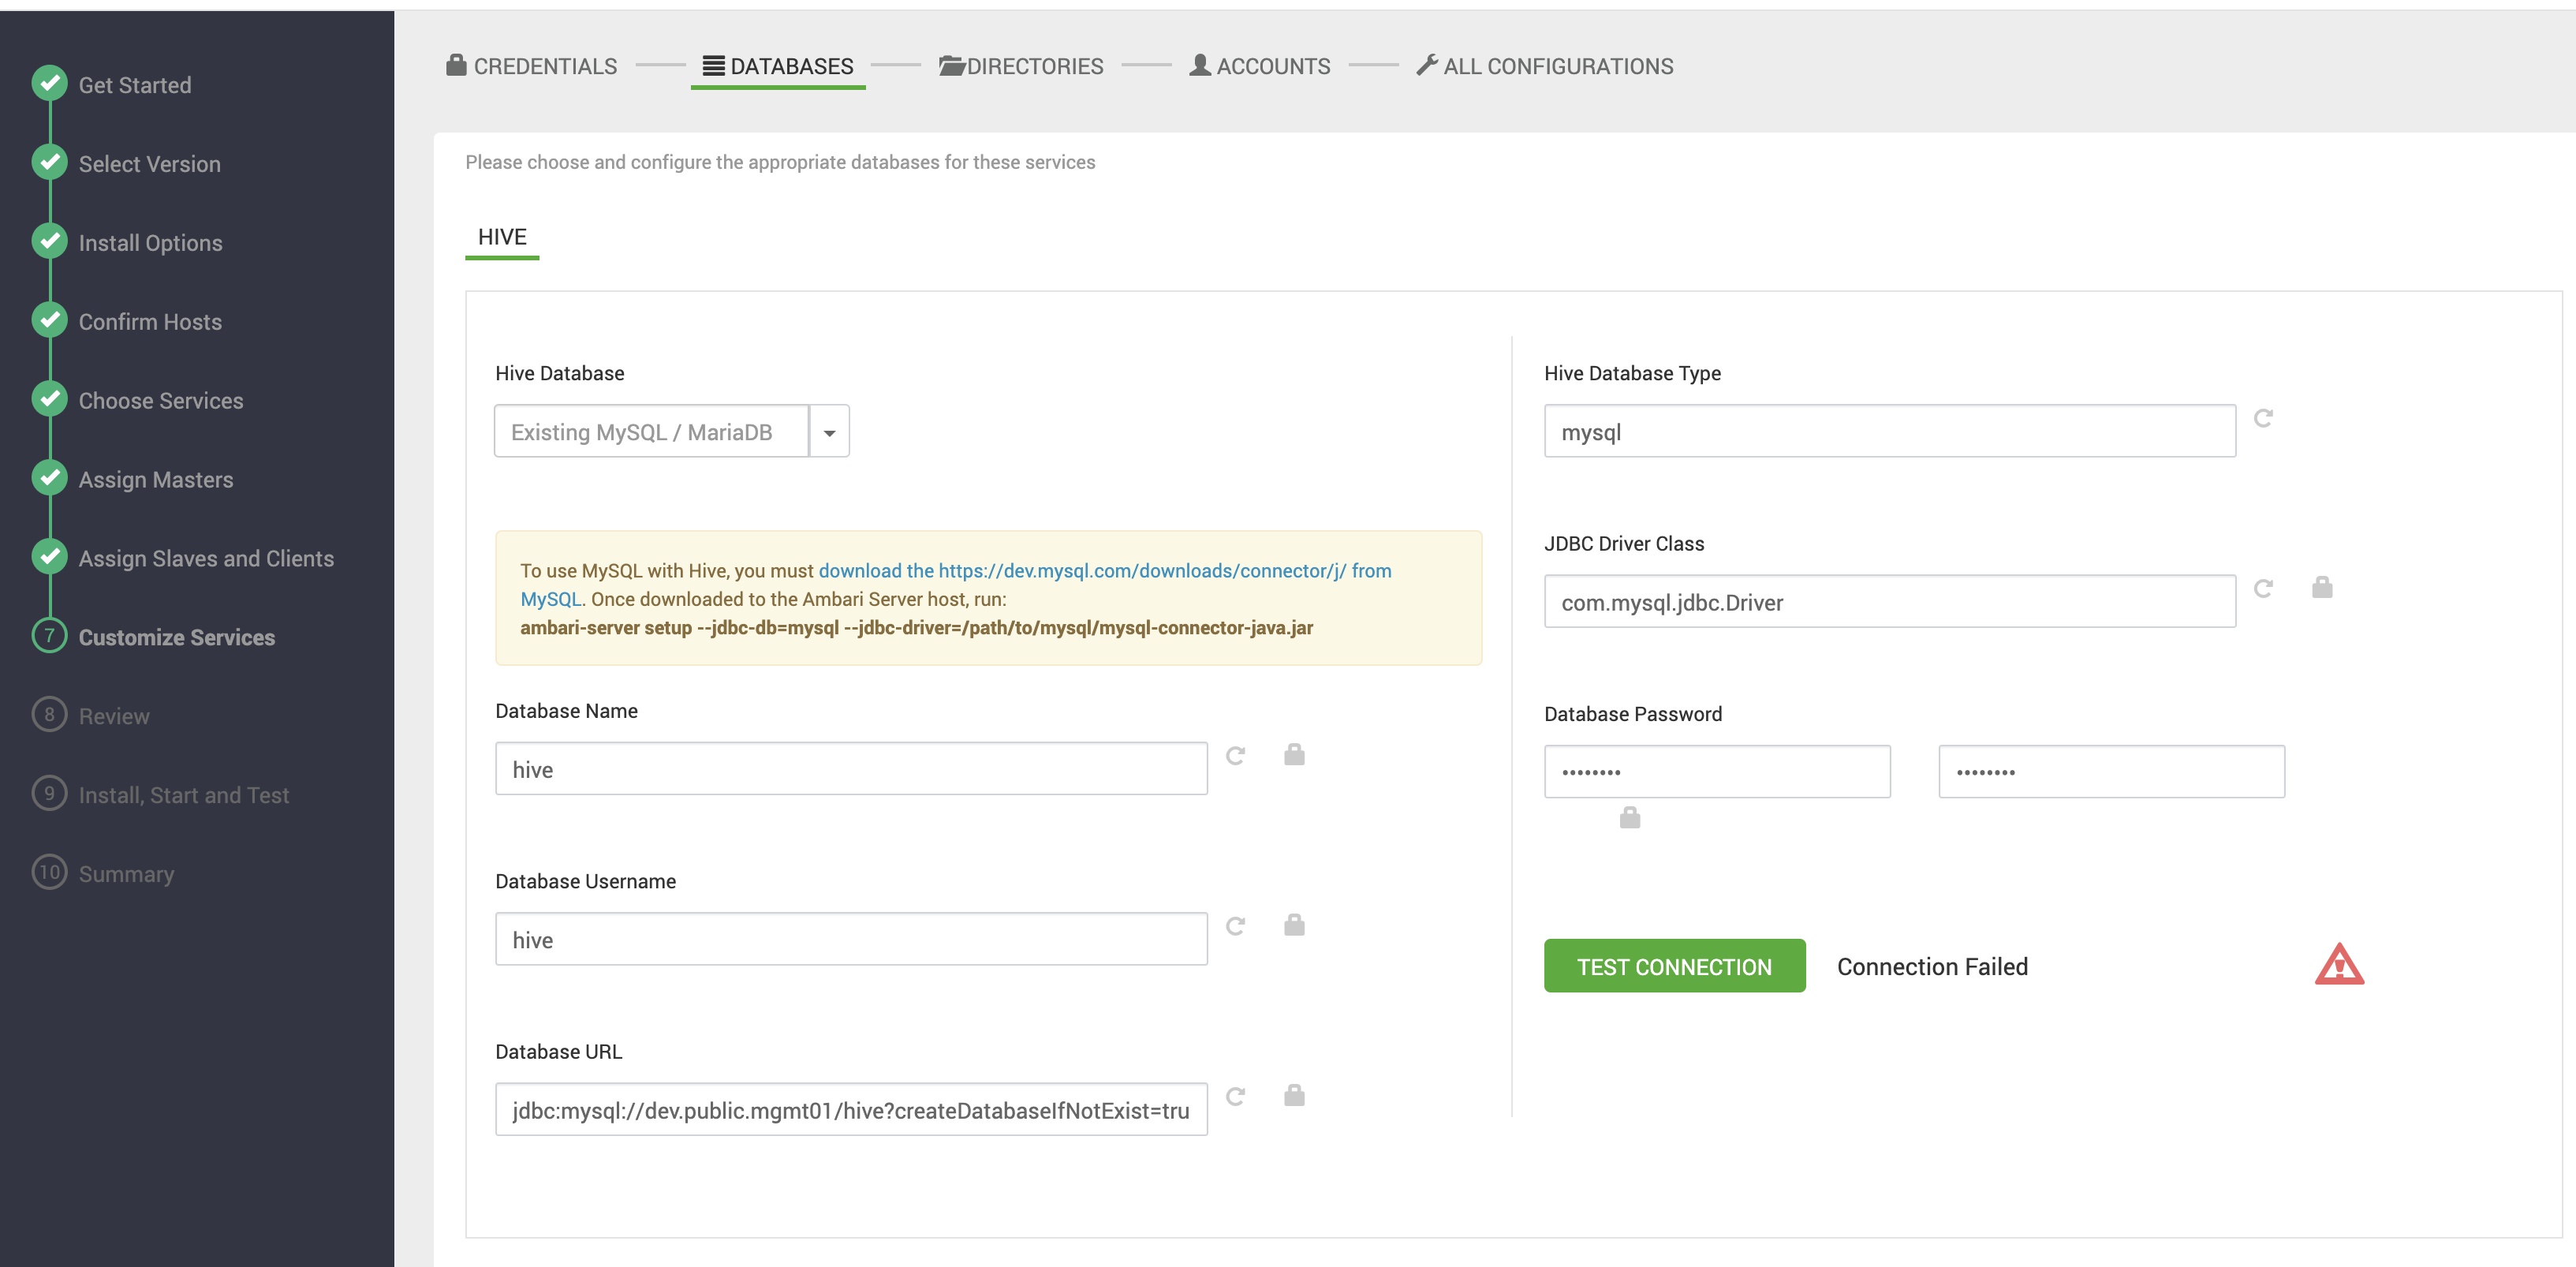 Get Started
Select Version
Install Options
Confirm Hosts
Choose Services
Assign Masters
Assign Slaves and Clients
7 Customize Services
8 Review
9 Install, Start and Test
10 Summary
CREDENTIALS DATABASES DIRECTORIES ACCOUNTS ALL CONFIGURATIONS
Please choose and configure the appropriate databases for these services
HIVE
Hive Database
Existing MySQL / MariaDB
To use MySQL with Hive, you must download the https://dev.mysql.com/downloads/connector/j/ from
MySQL. Once downloaded to the Ambari Server host, run:
ambari-server setup --jdbc-db=mysql --jdbc-driver=/path/to/mysql/mysql-connector-java.jar
Database Name
hive
Database Username
hive
Database URL
jdbc:mysql://dev.public.mgmt01/hive?createDatabaseIfNotExist=tru
Hive Database Type
mysql
JDBC Driver Class
com.mysql.jdbc.Driver
Database Password
•••••••• ••••••••
TEST CONNECTION Connection Failed